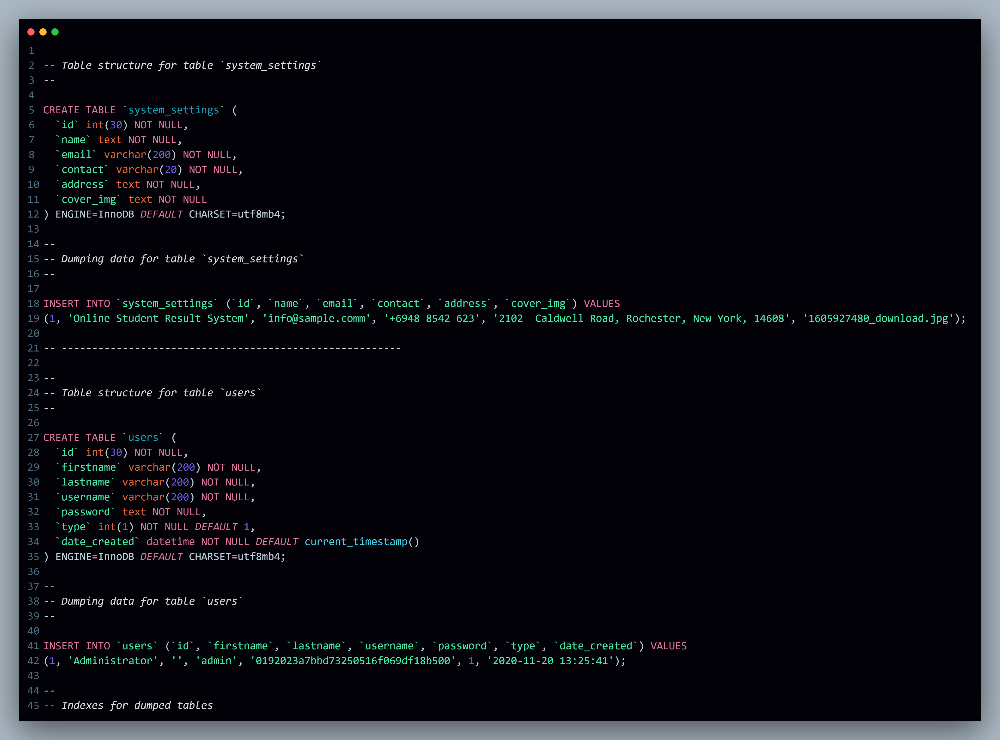 1
2 -- Table structure for table `system_settings`
3 --
4
5 CREATE TABLE `system_settings` (
6   `id` int(30) NOT NULL,
7   `name` text NOT NULL,
8   `email` varchar(200) NOT NULL,
9   `contact` varchar(20) NOT NULL,
10   `address` text NOT NULL,
11   `cover_img` text NOT NULL
12 ) ENGINE=InnoDB DEFAULT CHARSET=utf8mb4;
13
14 --
15 -- Dumping data for table `system_settings`
16 --
17
18 INSERT INTO `system_settings` (`id`, `name`, `email`, `contact`, `address`, `cover_img`) VALUES
19 (1, 'Online Student Result System', 'info@sample.comm', '+6948 8542 623', '2102  Caldwell Road, Rochester, New York, 14608', '1605927480_download.jpg');
20
21 -- --------------------------------------------------------
22
23 --
24 -- Table structure for table `users`
25 --
26
27 CREATE TABLE `users` (
28   `id` int(30) NOT NULL,
29   `firstname` varchar(200) NOT NULL,
30   `lastname` varchar(200) NOT NULL,
31   `username` varchar(200) NOT NULL,
32   `password` text NOT NULL,
33   `type` int(1) NOT NULL DEFAULT 1,
34   `date_created` datetime NOT NULL DEFAULT current_timestamp()
35 ) ENGINE=InnoDB DEFAULT CHARSET=utf8mb4;
36
37 --
38 -- Dumping data for table `users`
39 --
40
41 INSERT INTO `users` (`id`, `firstname`, `lastname`, `username`, `password`, `type`, `date_created`) VALUES
42 (1, 'Administrator', '', 'admin', '0192023a7bbd73250516f069df18b500', 1, '2020-11-20 13:25:41');
43
44 --
45 -- Indexes for dumped tables